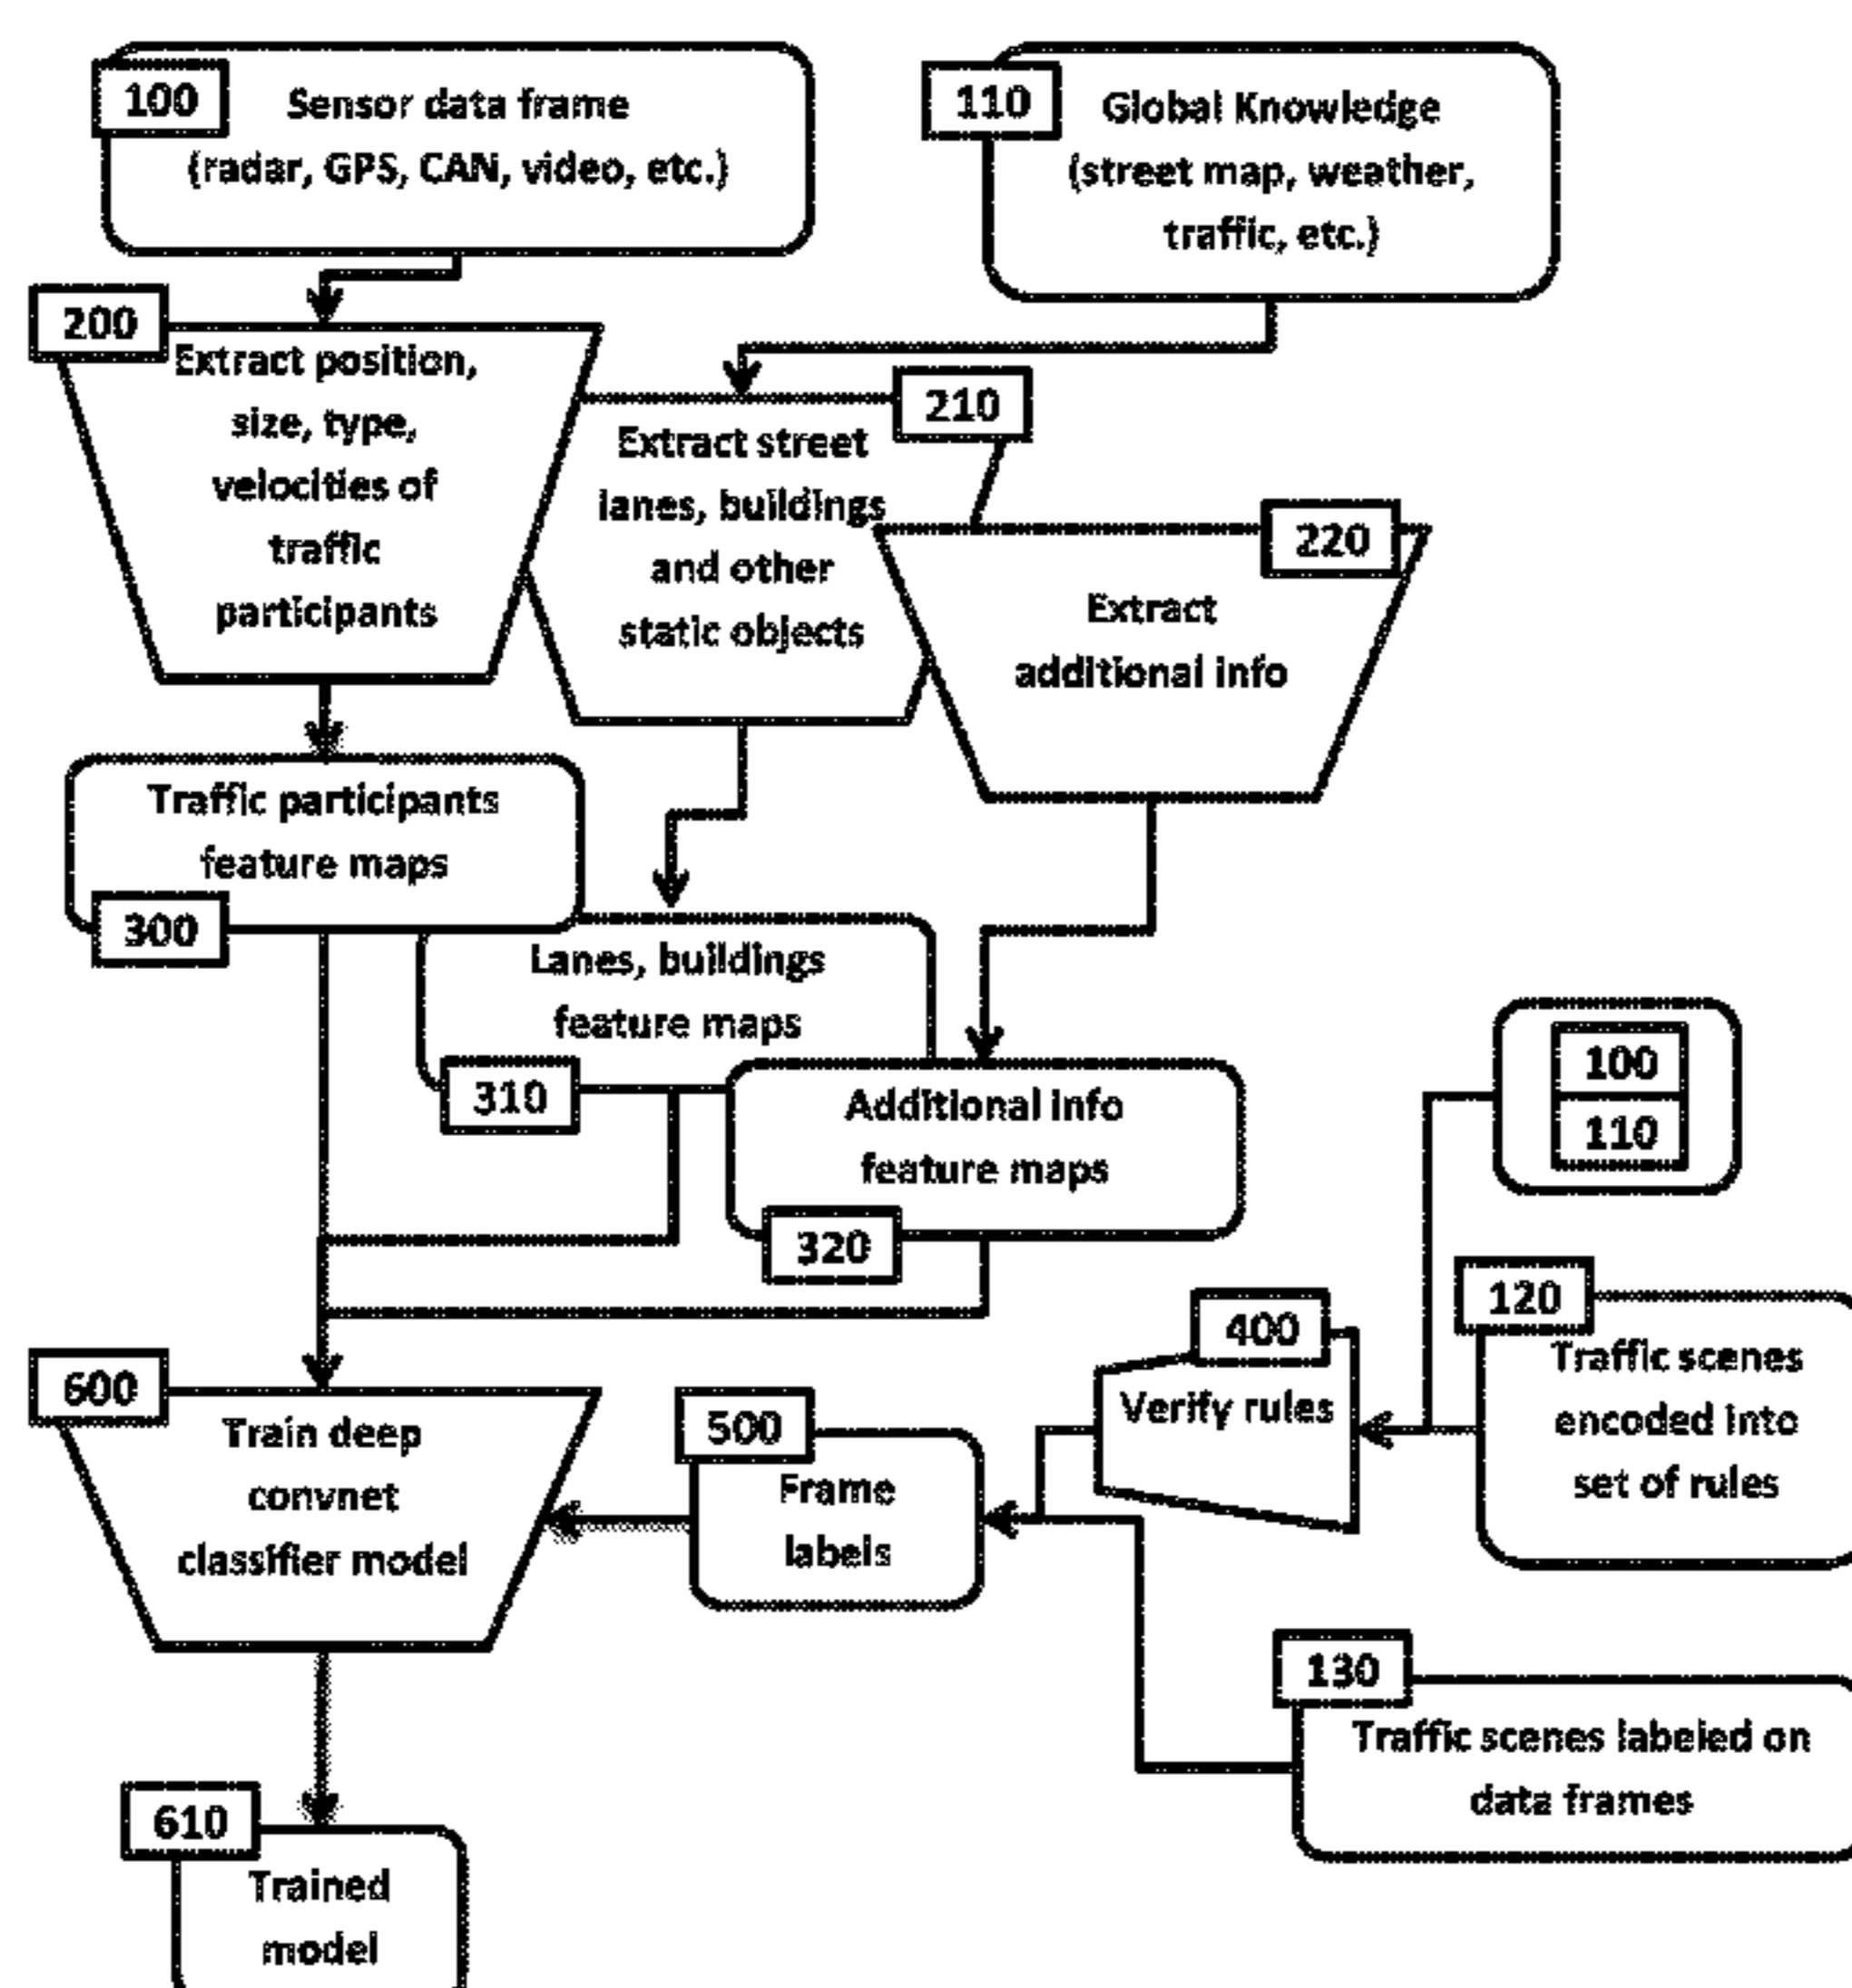 100
Sensor data frame
(radar, GPS, CAN, video, etc.)
110
Global Knowledge
(street map, weather,
traffic, etc.)
200
Extract position,
size, type,
velocities of
traffic
participants
210
Extract street
lanes, buildings
and other
static objects
220
Extract
additional info
Traffic participants
feature maps
300
Lanes, buildings
feature maps
310
Additional info
feature maps
320
100
110
120
Traffic scenes
encoded into
set of rules
400
Verify rules
500
Frame
labels
600
Train deep
convnet
classifier model
130
Traffic scenes labeled on
data frames
610
Trained
model